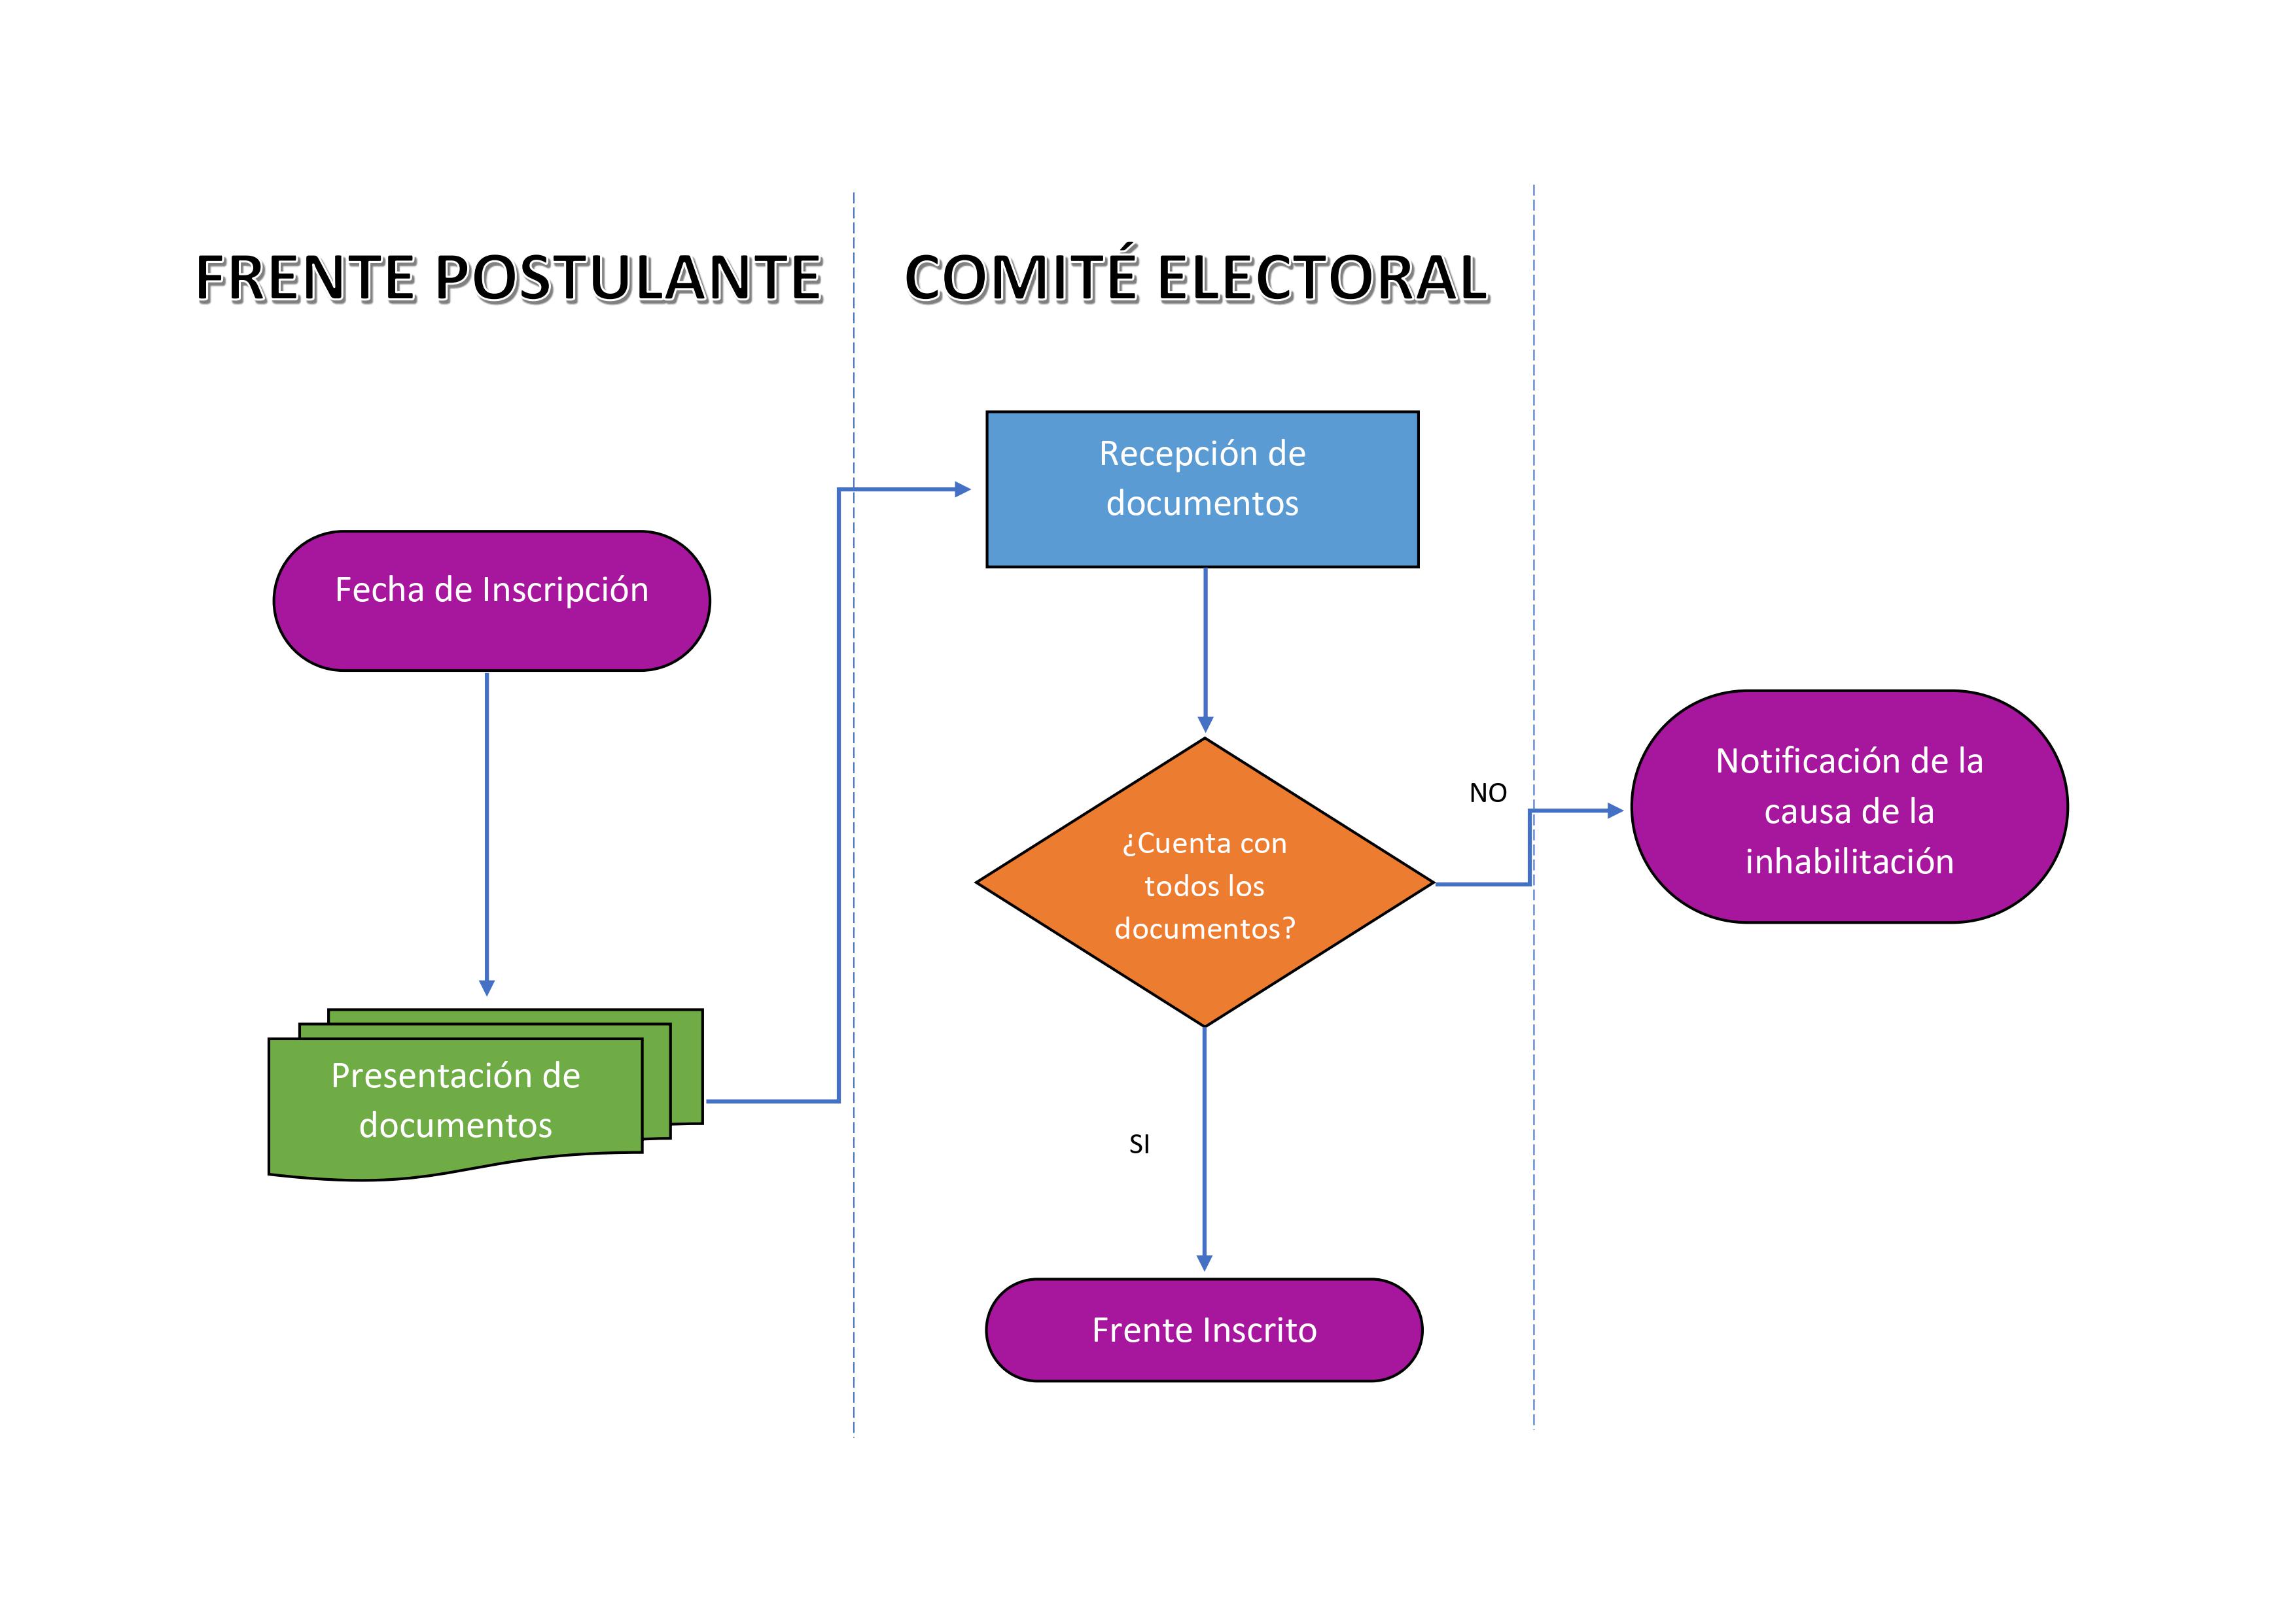 FRENTE POSTULANTE
COMITÉ ELECTORAL
Fecha de Inscripción
Presentación de
documentos
Recepción de
documentos
¿Cuenta con
todos los
documentos?
NO
Notificación de la
causa de la
inhabilitación
SI
Frente Inscrito